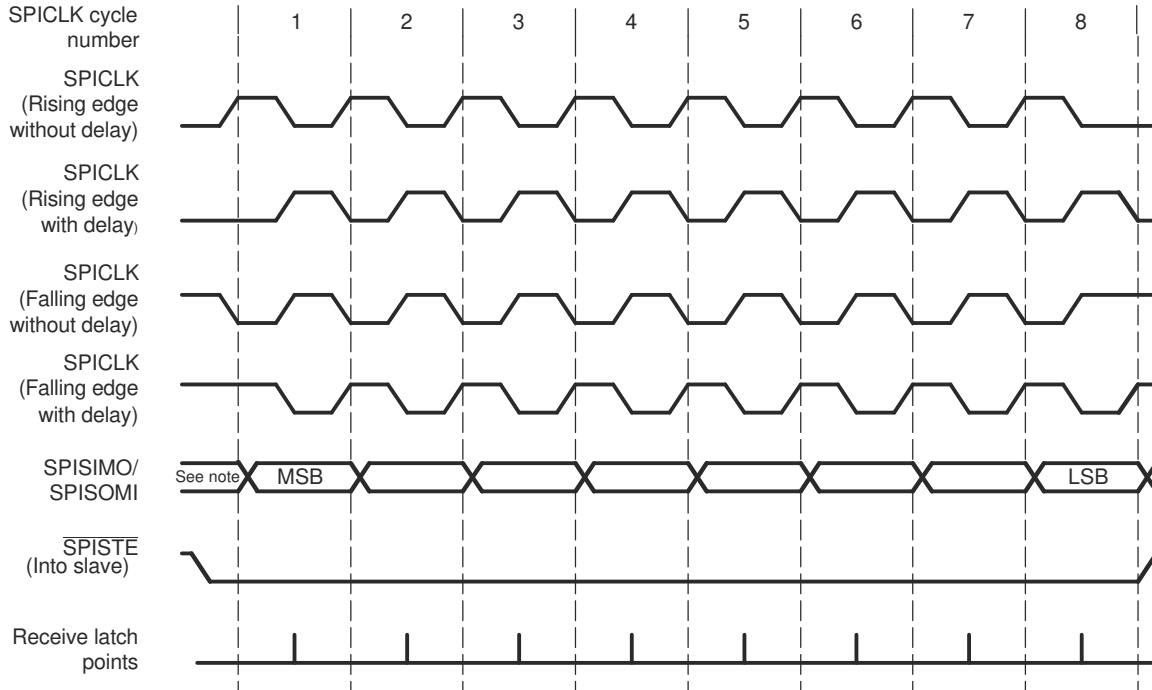 SPICLK cycle
number
1 2 3 4 5 6 7 8
SPICLK
(Rising edge
without delay)
SPICLK
(Rising edge
with delay)
SPICLK
(Falling edge
without delay)
SPICLK
(Falling edge
with delay)
SPISIMO/
SPISOMI
See note
MSB
LSB
SPISTE
(Into slave)
Receive latch
points